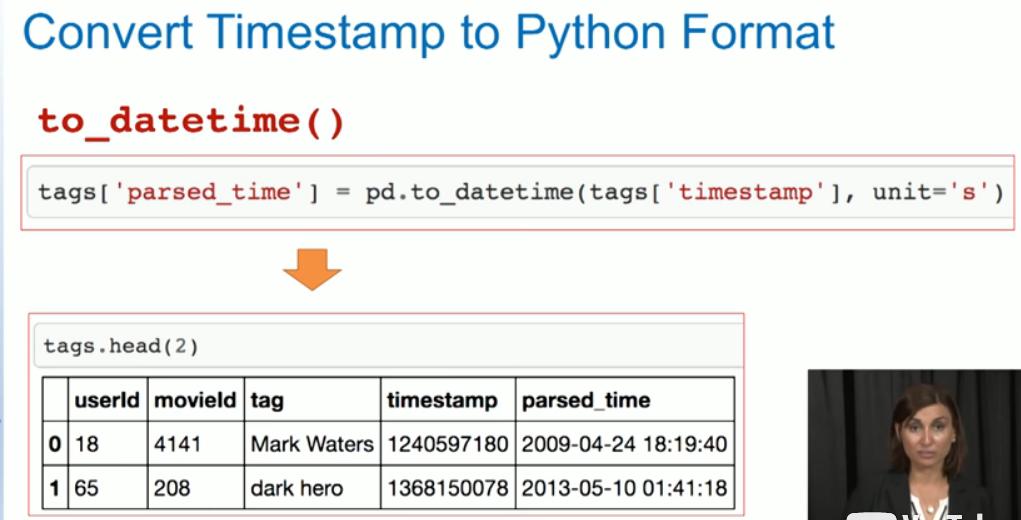 Convert Timestamp to Python Format
to_datetime()
tags['parsed_time'] = pd.to_datetime(tags['timestamp'], unit='s')
tags.head(2)
userId movieId tag timestamp parsed_time
0 18 4141 Mark Waters 1240597180 2009-04-24 18:19:40
1 65 208 dark hero 1368150078 2013-05-10 01:41:18